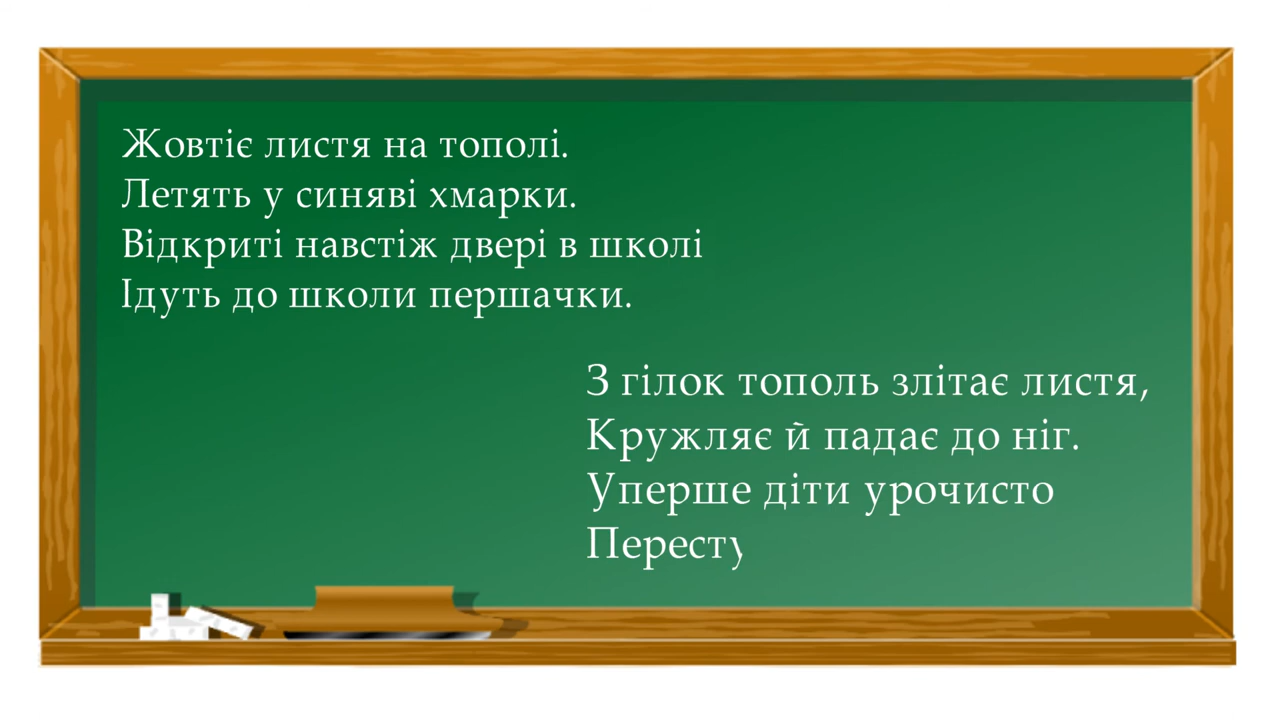 Жовтіє листя на тополі.
Летять у синяві хмарки.
Відкриті навстіж двері в школі
Ідуть до школи першачки.
З гілок тополь злітає листя,
Кружляє й падає до ніг.
Уперше діти урочисто
Пересту